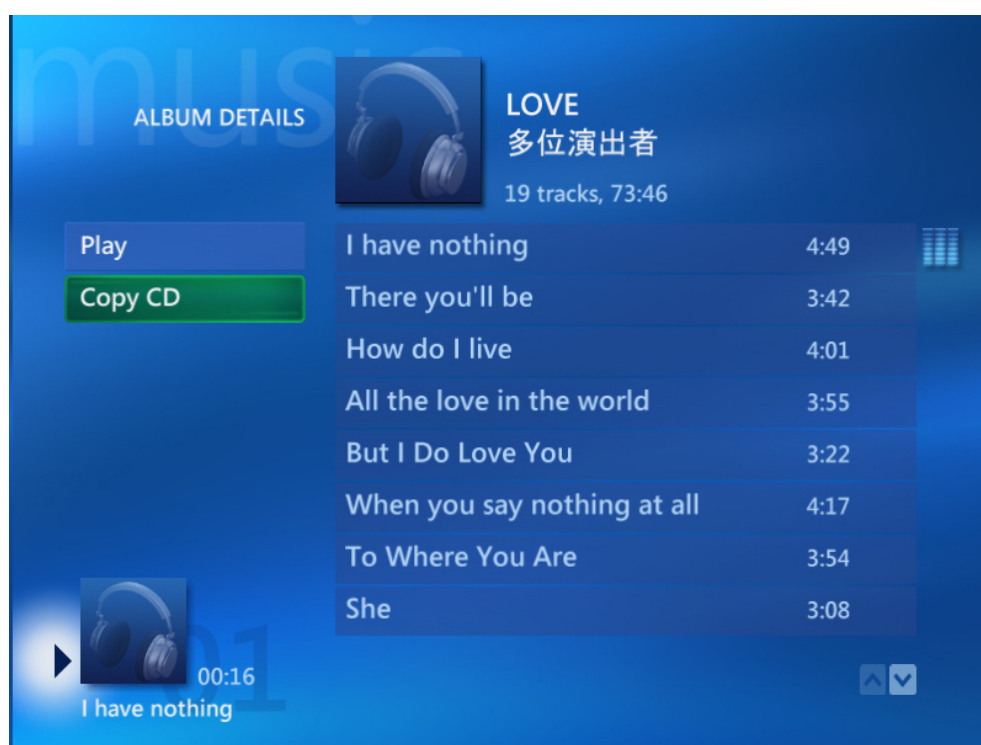 music
ALBUM DETAILS
LOVE
多位演出者
19 tracks, 73:46
Play
Copy CD
I have nothing 4:49
There you'll be 3:42
How do I live 4:01
All the love in the world 3:55
But I Do Love You 3:22
When you say nothing at all 4:17
To Where You Are 3:54
She 3:08
01
00:16
I have nothing